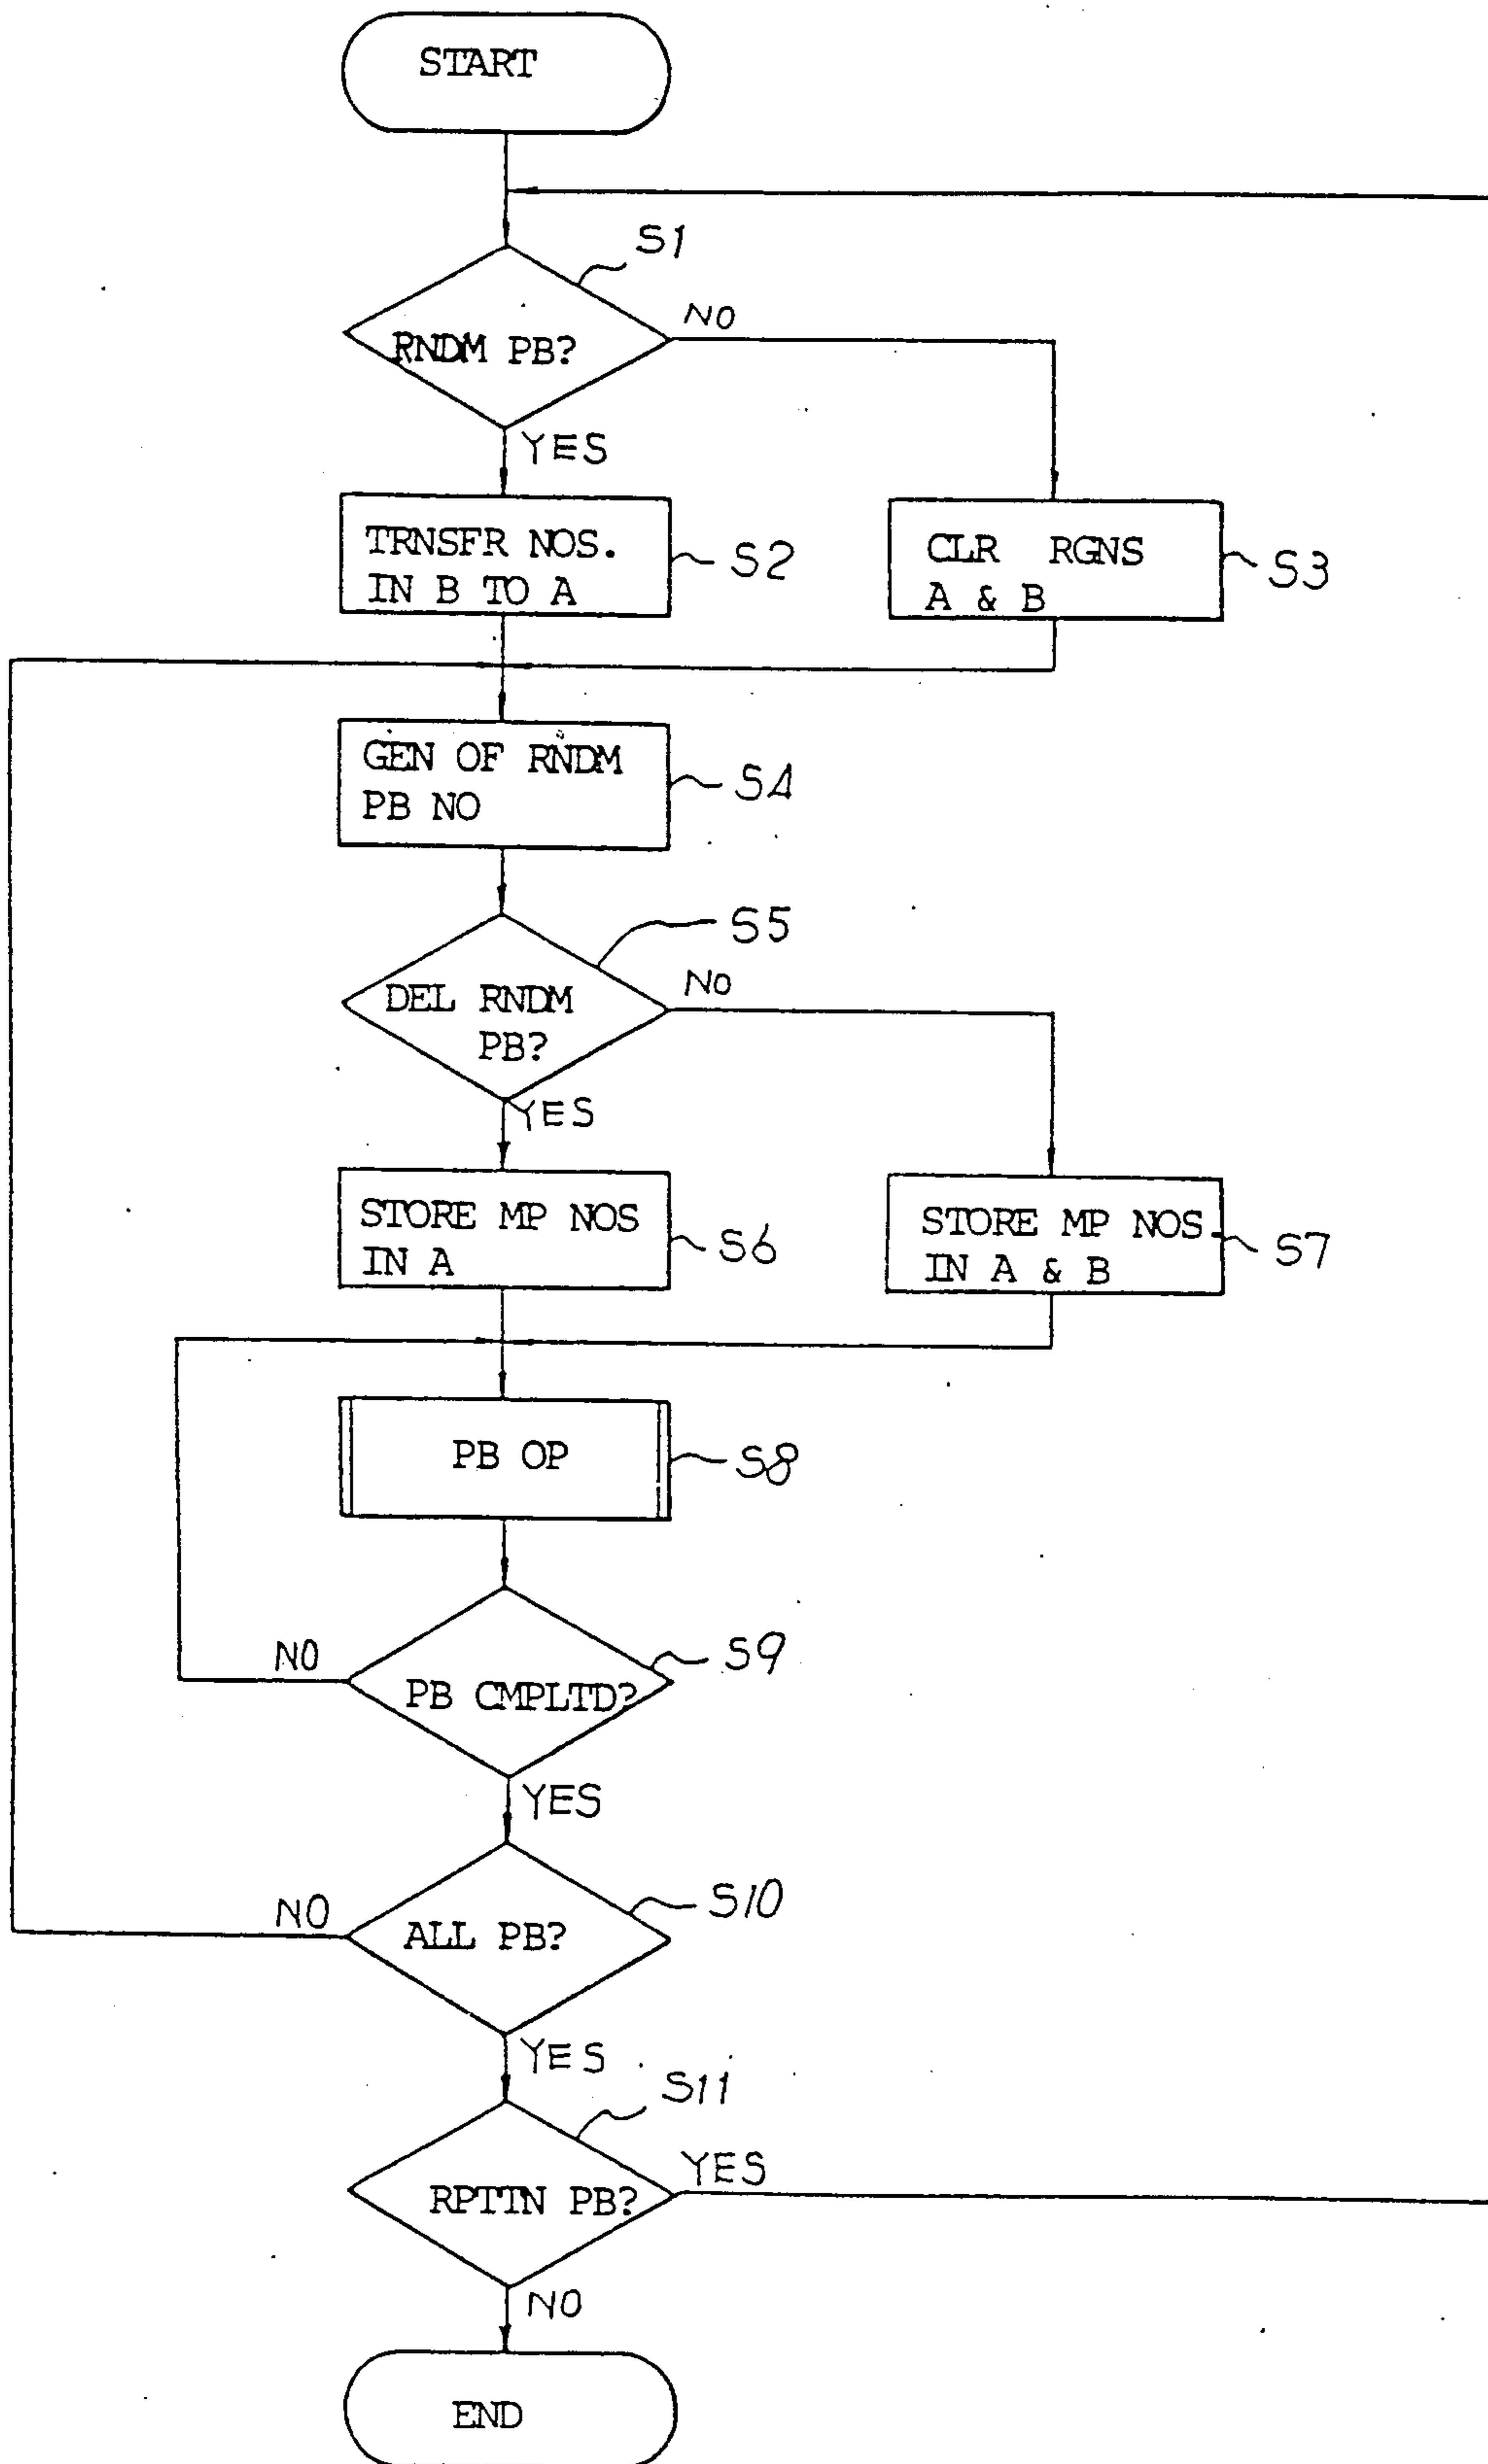 START
S1
RNDM PB?
NO
YES
TRNSFR NOS.
IN B TO A
S2
CLR RGNS
A & B
S3
GEN OF RNDM
PB NO
S4
S5
DEL RNDM
PB?
NO
YES
STORE MP NOS
IN A
S6
STORE MP NOS
IN A & B
S7
PB OP
S8
S9
NO
PB CMPLTD?
YES
S10
NO
ALL PB?
YES
S11
YES
RPTTN PB?
NO
END